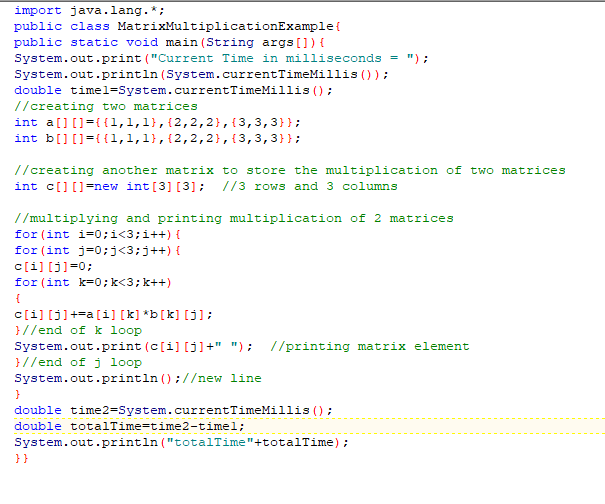 import java.lang.*;
public class MatrixMultiplicationExample{
public static void main(String args[]){
System.out.print("Current Time in milliseconds = ");
System.out.println(System.currentTimeMillis());
double time1=System.currentTimeMillis();
//creating two matrices
int a[][]={{1,1,1},{2,2,2},{3,3,3}};
int b[][]={{1,1,1},{2,2,2},{3,3,3}};
//creating another matrix to store the multiplication of two matrices
int c[][]=new int[3][3];  //3 rows and 3 columns
//multiplying and printing multiplication of 2 matrices
for(int i=0;i<3;i++){
for(int j=0;j<3;j++){
c[i][j]=0;
for(int k=0;k<3;k++)
{
c[i][j]+=a[i][k]*b[k][j];
}//end of k loop
System.out.print(c[i][j]+" ");  //printing matrix element
}//end of j loop
System.out.println();//new line
}
double time2=System.currentTimeMillis();
double totalTime=time2-time1;
System.out.println("totalTime"+totalTime);
}}